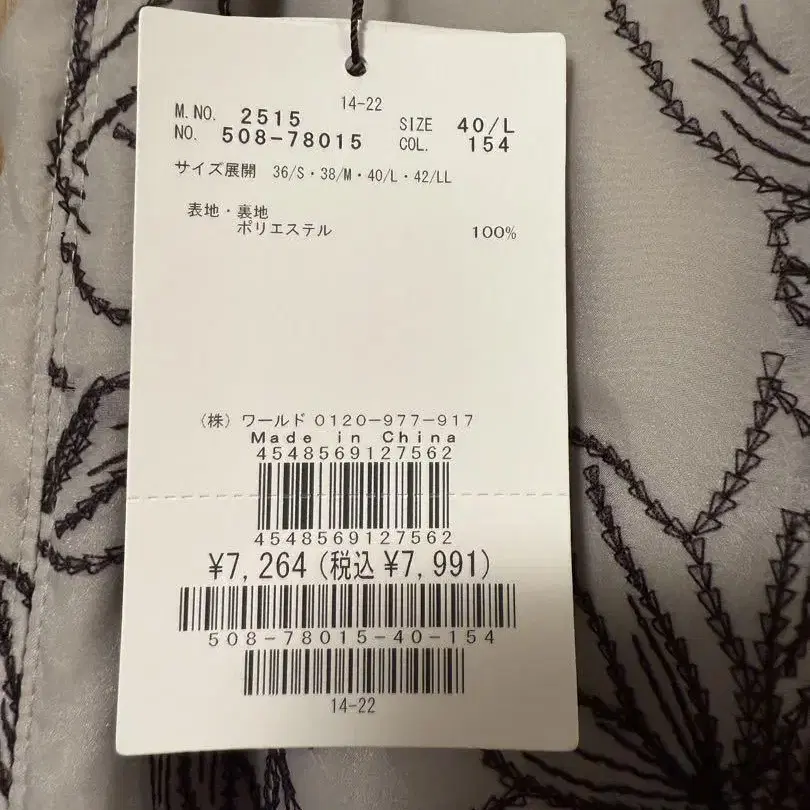 14-22
M.NO. 2515 SIZE 40/L
NO. 508-78015 COL. 154
サイズ展開 36/S・38/M・40/L・42/LL
表地・裏地
ポリエステル 100%
(株) ワールド 0120-977-917
Made in China
4548569127562
4548569127562
¥7,264 (税込 ¥7,991)
508-78015-40-154
14-22